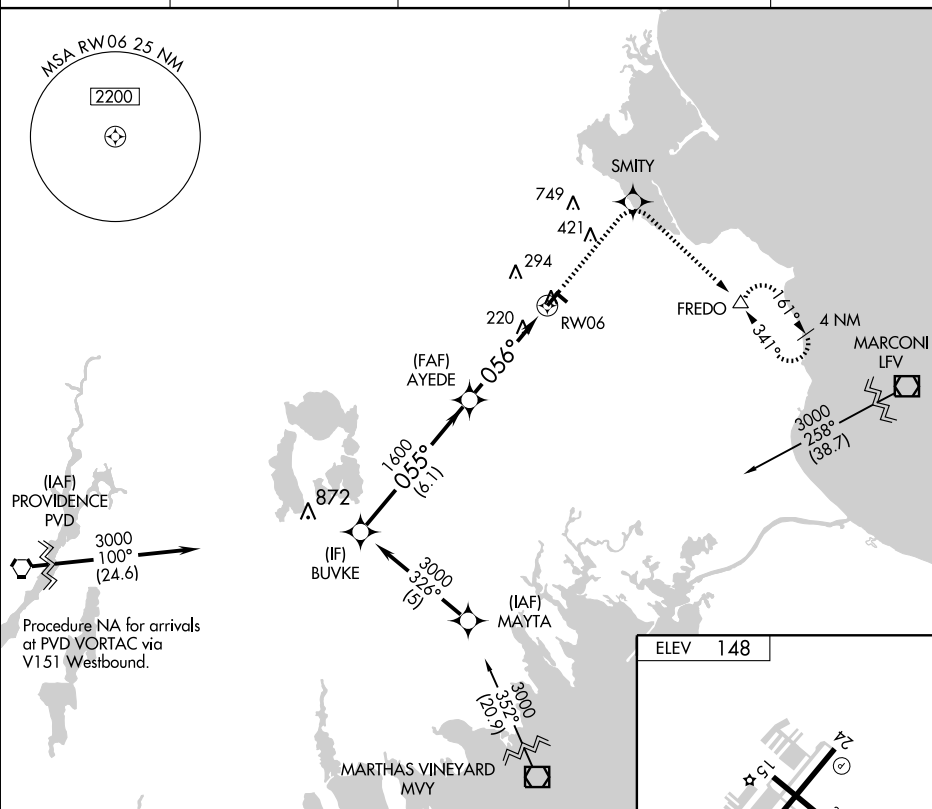 MSA RW06 25 NM
2200
SMITY
749
421
294
220
RW06
FREDO
161°
341°
4 NM
MARCONI
LFV
3000
258°
(38.7)
(FAF)
AYEDE
056°
1600
055°
(6.1)
872
(IF)
BUVKE
(IAF)
PROVIDENCE
PVD
3000
100°
(24.6)
Procedure NA for arrivals
at PVD VORTAC via
V151 Westbound.
3000
326°
(5)
(IAF)
MAYTA
3000
352°
(20.9)
MARTHAS VINEYARD
MVY
ELEV 148
24
P
15